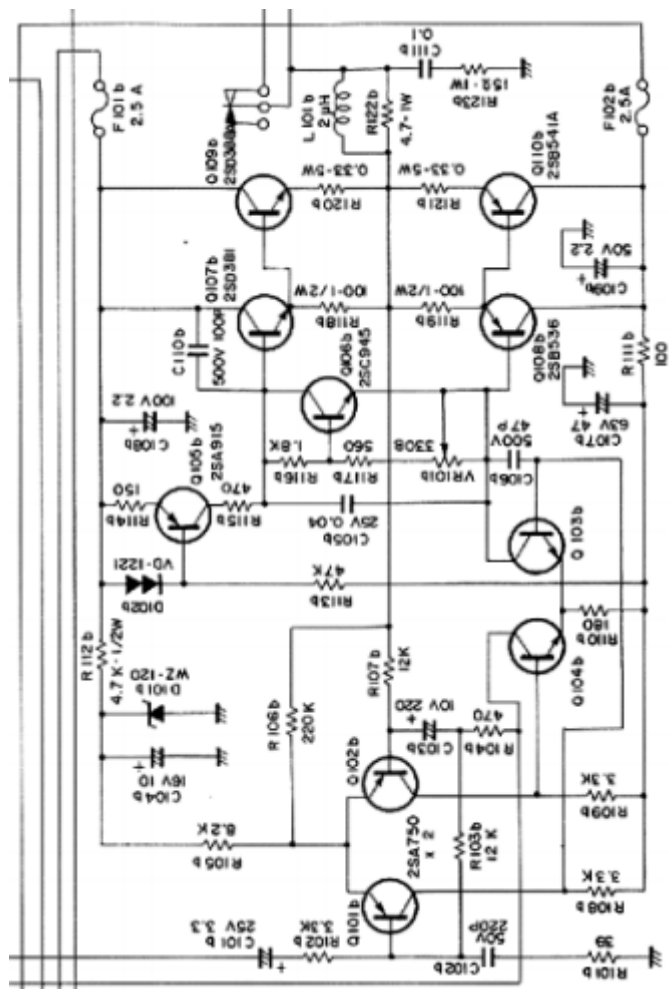 F101b
2.5A
0.1
C111b
15Ω-1W
R123b
L101b
2μH
R122b
4.7-1W
F102b
2.5A
Q109b
0.33-5W
R120b
0.33-5W
R121b
Q110b
2SB541A
50V 2.2
C109b
Q107b
2SD381
100-1/2W
R118b
100-1/2W
R119b
Q108b
2SB536
C110b
500V 100P
Q106b
2SC945
R111b
100
100V 2.2
C108b
63V 47
C107b
Q105b
2SA915
1.8K
R116b
560
R117b
330B
VR101b
47P
500V
C106b
150
R114b
470
R115b
25V 0.04
C105b
Q103b
VD-1221
D102b
47K
R113b
180
R110b
Q104b
R112b
4.7K-1/2W
WZ-120
D101b
R106b
220K
R107b
12K
10V 220
C103b
470
R104b
16V 10
C104b
Q102b
3.3K
R109b
8.2K
R105b
2SA750
x2
R103b
12K
Q101b
3.3K
R108b
25V 3.3
C101b
3.3K
R102b
50V
220P
C102b
39
R101b